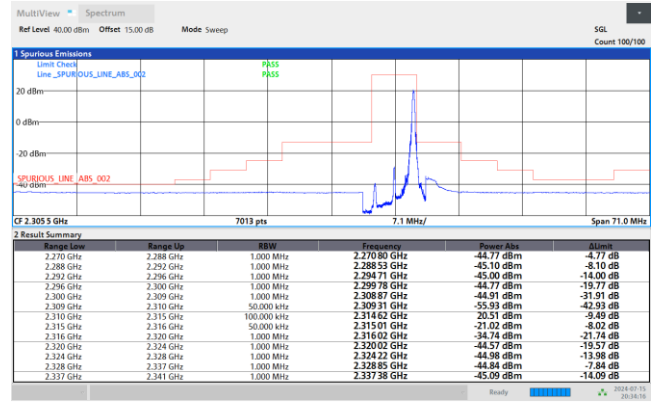 MultiView Spectrum
Ref Level 40.00 dBm Offset 15.00 dB Mode Sweep SGL
Count 100/100
1 Spurious Emissions
Limit Check PASS
Line _SPURIOUS_LINE_ABS_002 PASS
20 dBm
0 dBm
-20 dBm
SPURIOUS_LINE_ABS_002
-40 dBm
CF 2.305 5 GHz 7013 pts 7.1 MHz/ Span 71.0 MHz
2 Result Summary
Range Low Range Up RBW Frequency Power Abs ΔLimit
2.270 GHz 2.288 GHz 1.000 MHz 2.270 80 GHz -44.77 dBm -4.77 dB
2.288 GHz 2.292 GHz 1.000 MHz 2.288 53 GHz -45.10 dBm -8.10 dB
2.292 GHz 2.296 GHz 1.000 MHz 2.294 71 GHz -45.00 dBm -14.00 dB
2.296 GHz 2.300 GHz 1.000 MHz 2.299 78 GHz -44.77 dBm -19.77 dB
2.300 GHz 2.309 GHz 1.000 MHz 2.308 87 GHz -44.91 dBm -31.91 dB
2.309 GHz 2.310 GHz 50.000 kHz 2.309 31 GHz -55.93 dBm -42.93 dB
2.310 GHz 2.315 GHz 100.000 kHz 2.314 62 GHz 20.51 dBm -9.49 dB
2.315 GHz 2.316 GHz 50.000 kHz 2.315 01 GHz -21.02 dBm -8.02 dB
2.316 GHz 2.320 GHz 1.000 MHz 2.316 02 GHz -34.74 dBm -21.74 dB
2.320 GHz 2.324 GHz 1.000 MHz 2.320 02 GHz -44.57 dBm -19.57 dB
2.324 GHz 2.328 GHz 1.000 MHz 2.324 22 GHz -44.98 dBm -13.98 dB
2.328 GHz 2.337 GHz 1.000 MHz 2.328 85 GHz -44.84 dBm -7.84 dB
2.337 GHz 2.341 GHz 1.000 MHz 2.337 38 GHz -45.09 dBm -14.09 dB
Ready 2024-07-15
20:34:16